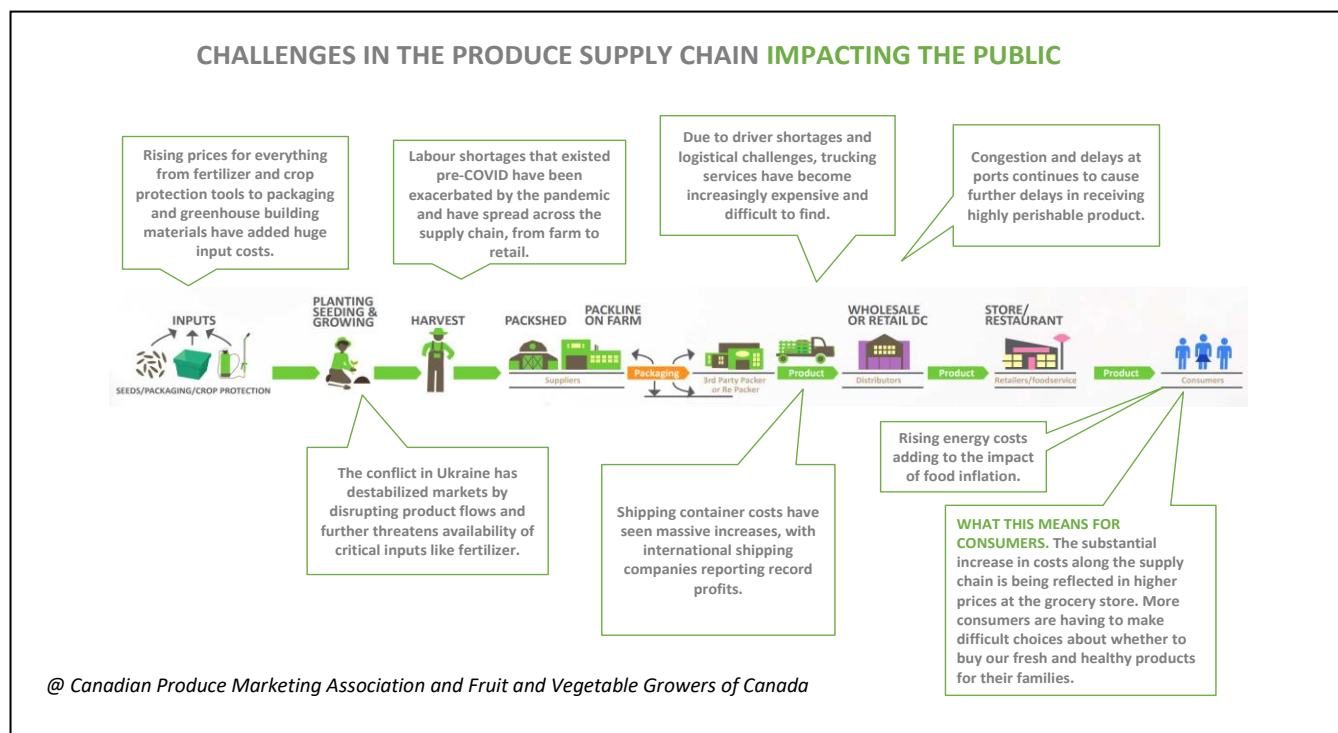 CHALLENGES IN THE PRODUCE SUPPLY CHAIN IMPACTING THE PUBLIC
Rising prices for everything
from fertilizer and crop
protection tools to packaging
and greenhouse building
materials have added huge
input costs.
Labour shortages that existed
pre-COVID have been
exacerbated by the pandemic
and have spread across the
supply chain, from farm to
retail.
Due to driver shortages and
logistical challenges, trucking
services have become
increasingly expensive and
difficult to find.
Congestion and delays at
ports continues to cause
further delays in receiving
highly perishable product.
INPUTS
SEEDS/PACKAGING/CROP PROTECTION
PLANTING
SEEDING &
GROWING
HARVEST
PACKSHED
PACKLINE
ON FARM
Suppliers
Packaging
3rd Party Packer
or Re Packer
Product
WHOLESALE
OR RETAIL DC
Distributors
Product
STORE/
RESTAURANT
Retailers/foodservice
Product
Consumers
The conflict in Ukraine has
destabilized markets by
disrupting product flows and
further threatens availability of
critical inputs like fertilizer.
Shipping container costs have
seen massive increases, with
international shipping
companies reporting record
profits.
Rising energy costs
adding to the impact
of food inflation.
WHAT THIS MEANS FOR
CONSUMERS. The substantial
increase in costs along the supply
chain is being reflected in higher
prices at the grocery store. More
consumers are having to make
difficult choices about whether to
buy our fresh and healthy products
for their families.
@ Canadian Produce Marketing Association and Fruit and Vegetable Growers of Canada